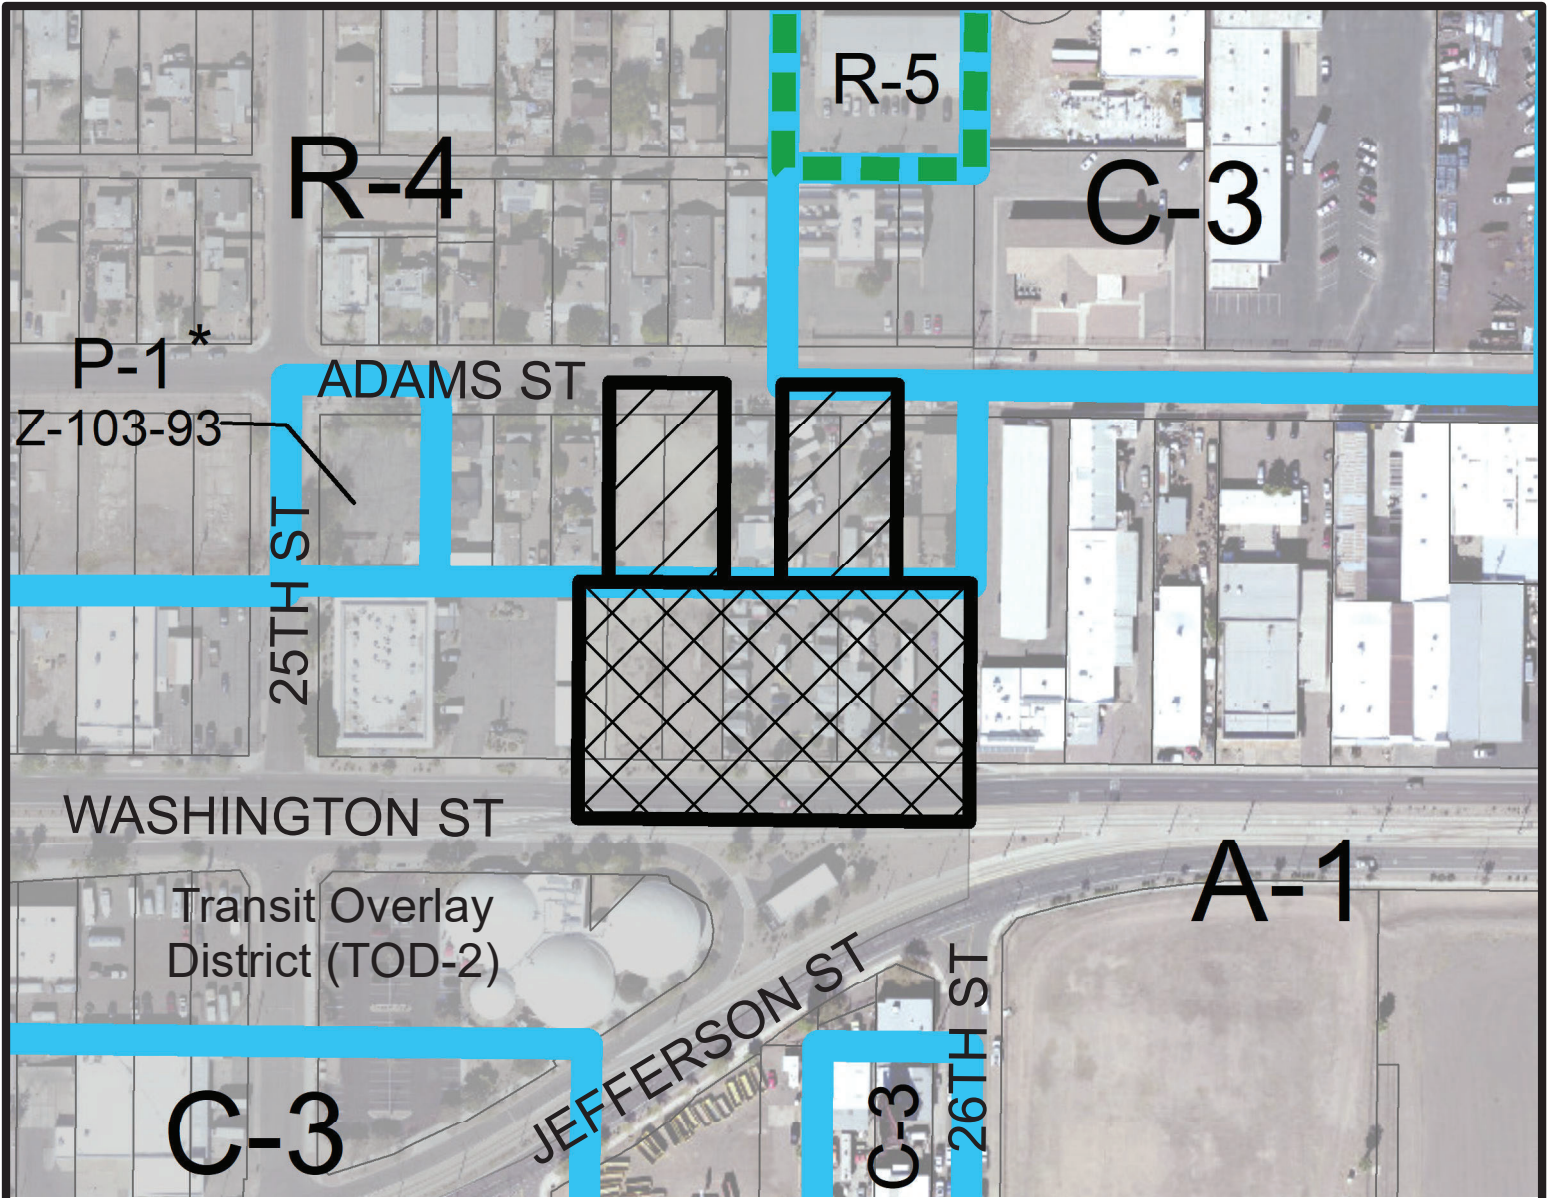 R-5
R-4
C-3
P-1*
ADAMS ST
Z-103-93
25TH ST
WASHINGTON ST
A-1
Transit Overlay
District (TOD-2)
JEFFERSON ST
26TH ST
C-3
C-3